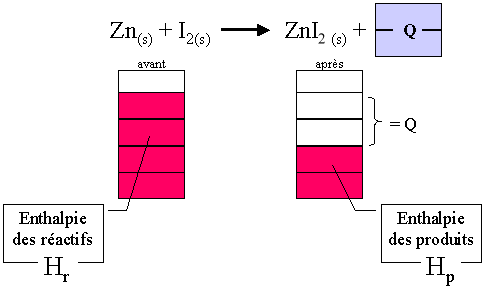 Zn(s) + I2(s) → ZnI2 (s) + Q
avant
après
= Q
Enthalpie
des réactifs
Hr
Enthalpie
des produits
Hp